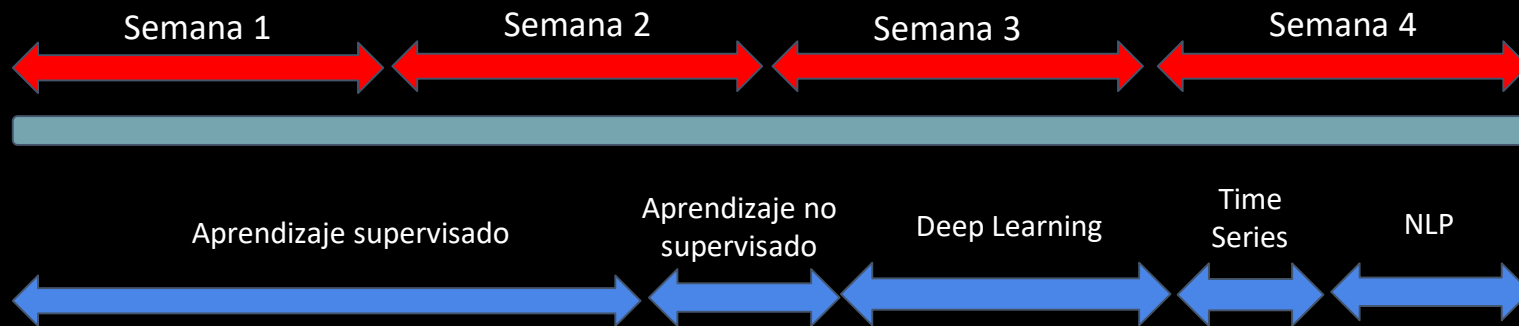 Semana 1
Semana 2
Semana 3
Semana 4
Aprendizaje supervisado
Aprendizaje no
supervisado
Deep Learning
Time
Series
NLP